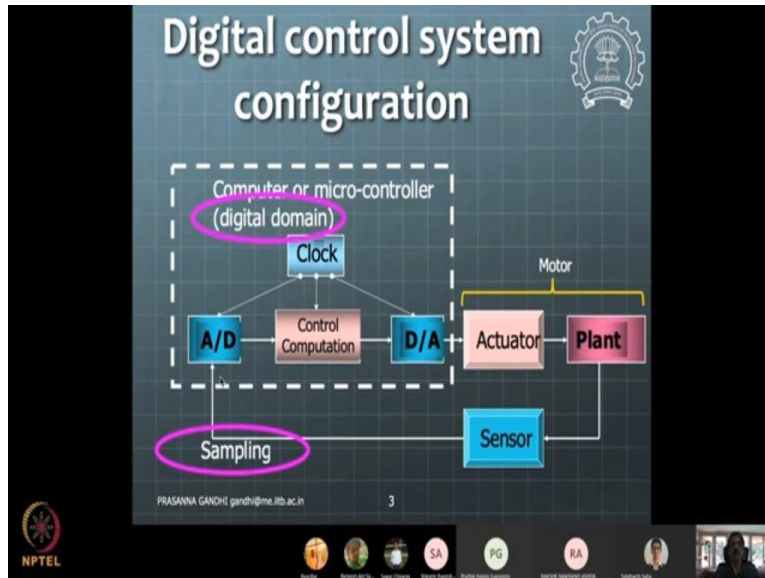 Digital control system
configuration
Computer or micro-controller
(digital domain)
Clock
Motor
A/D
Control
Computation
D/A
Actuator
Plant
Sampling
Sensor
PRASANNA GANDHI gandhi@me.iitb.ac.in
3
NPTEL
SA
PG
RA